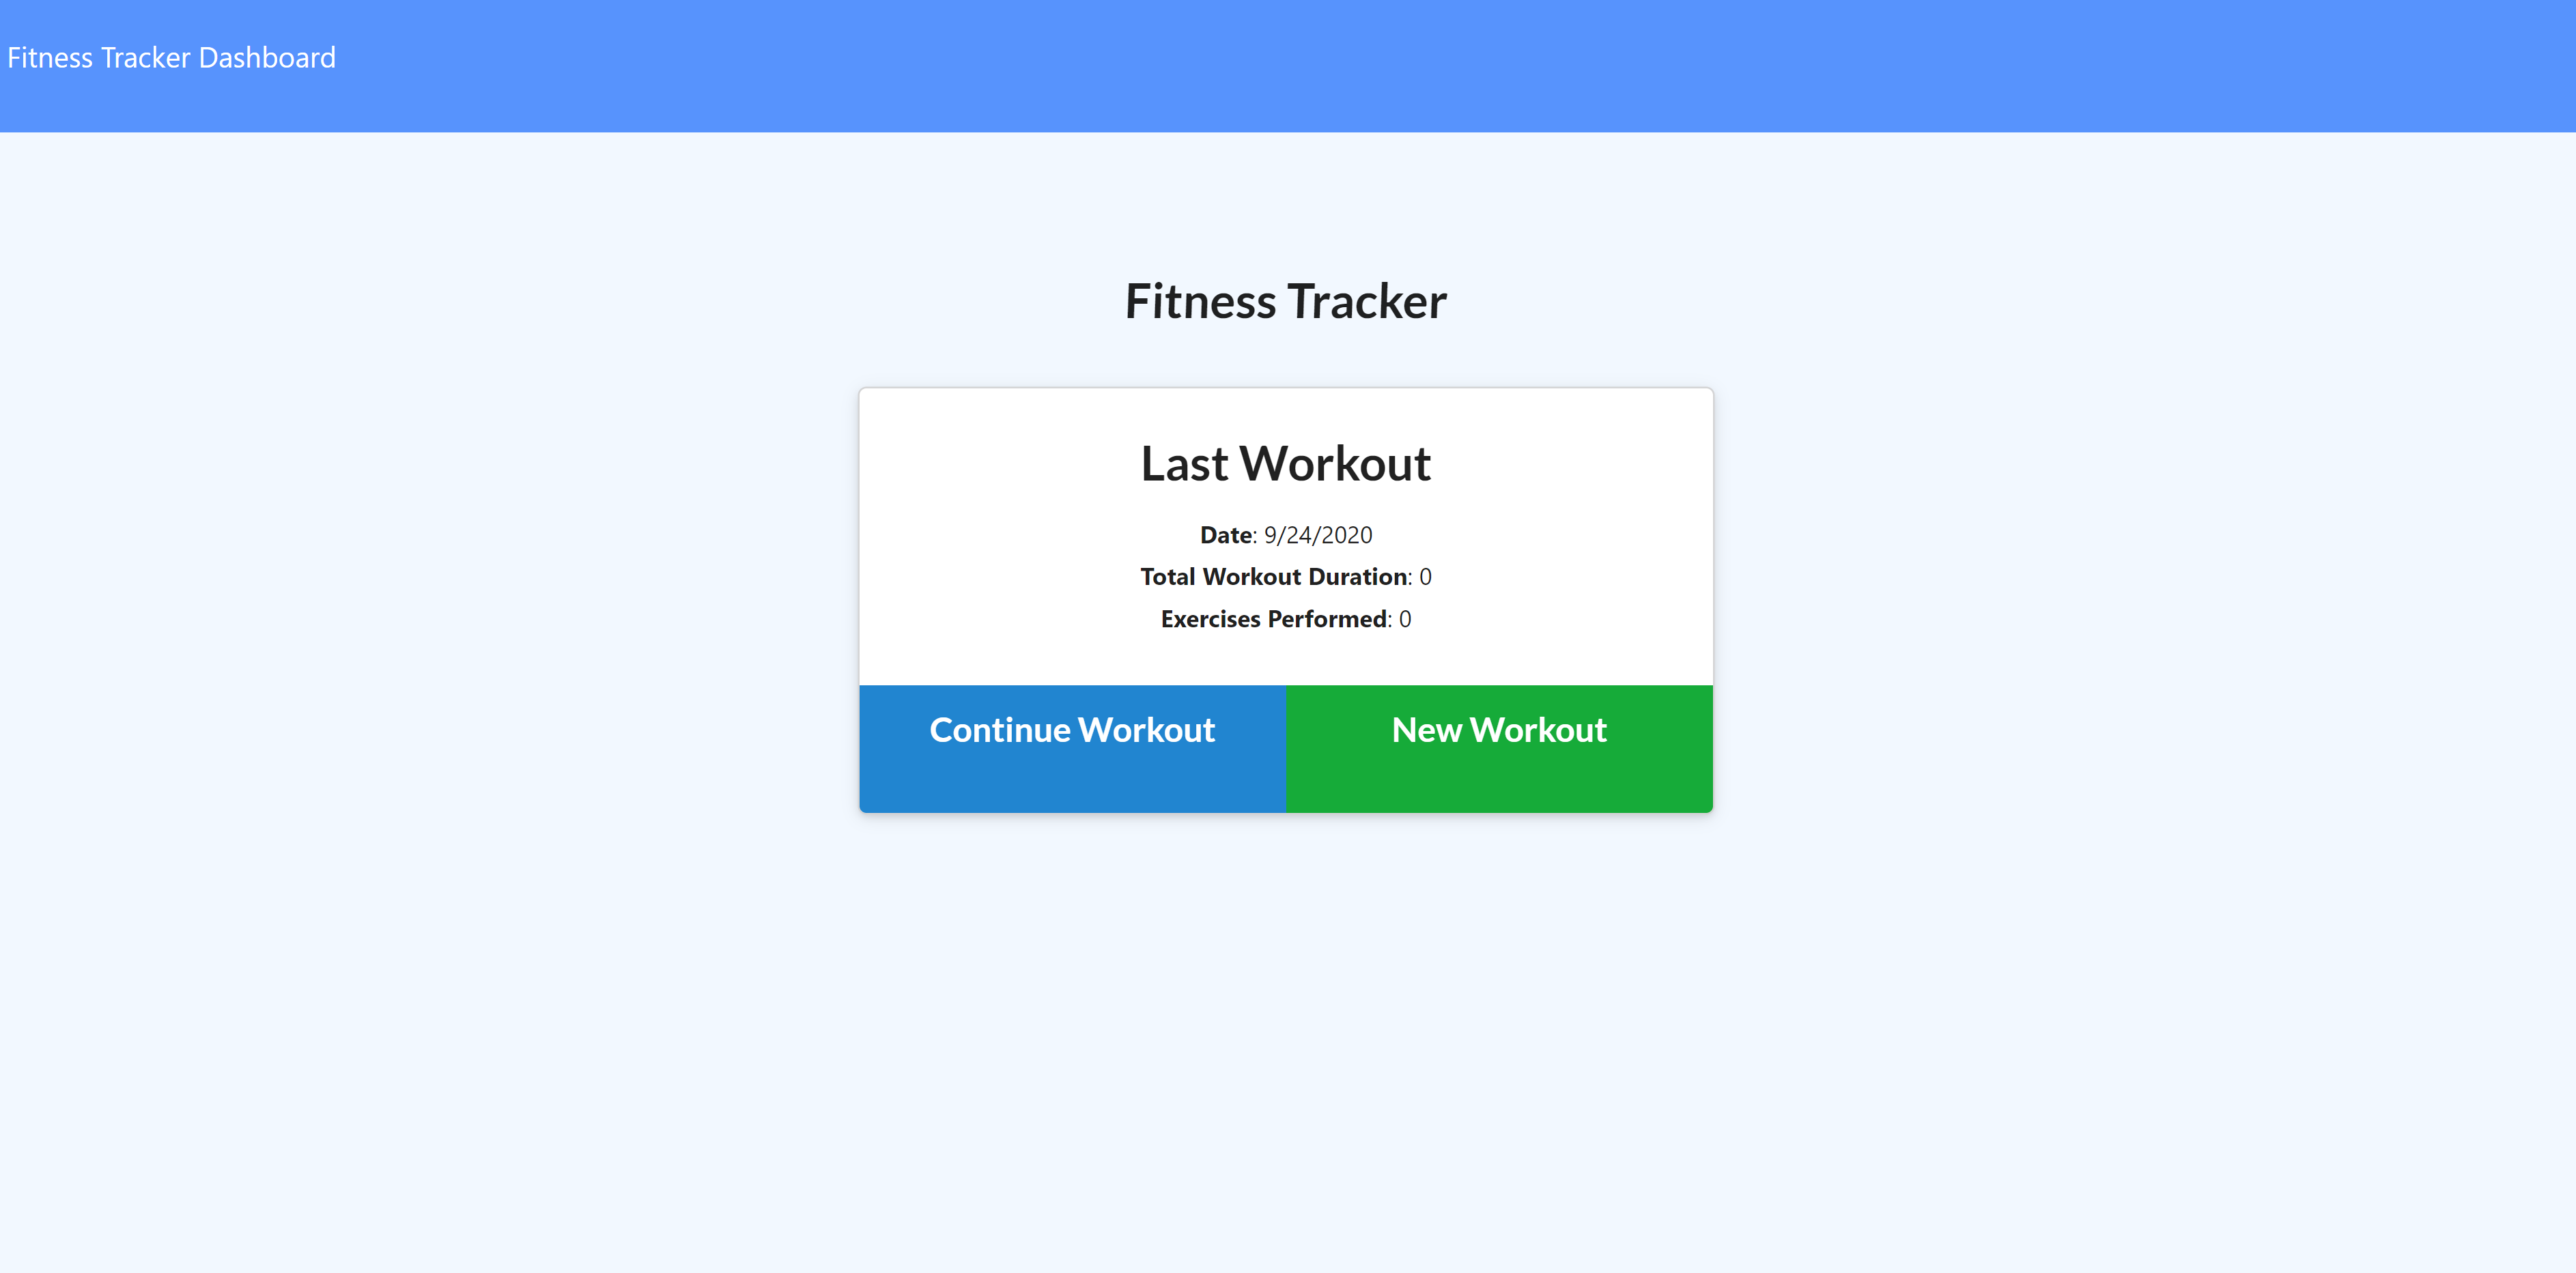 Fitness Tracker Dashboard
Fitness Tracker
Last Workout
Date: 9/24/2020
Total Workout Duration: 0
Exercises Performed: 0
Continue Workout
New Workout